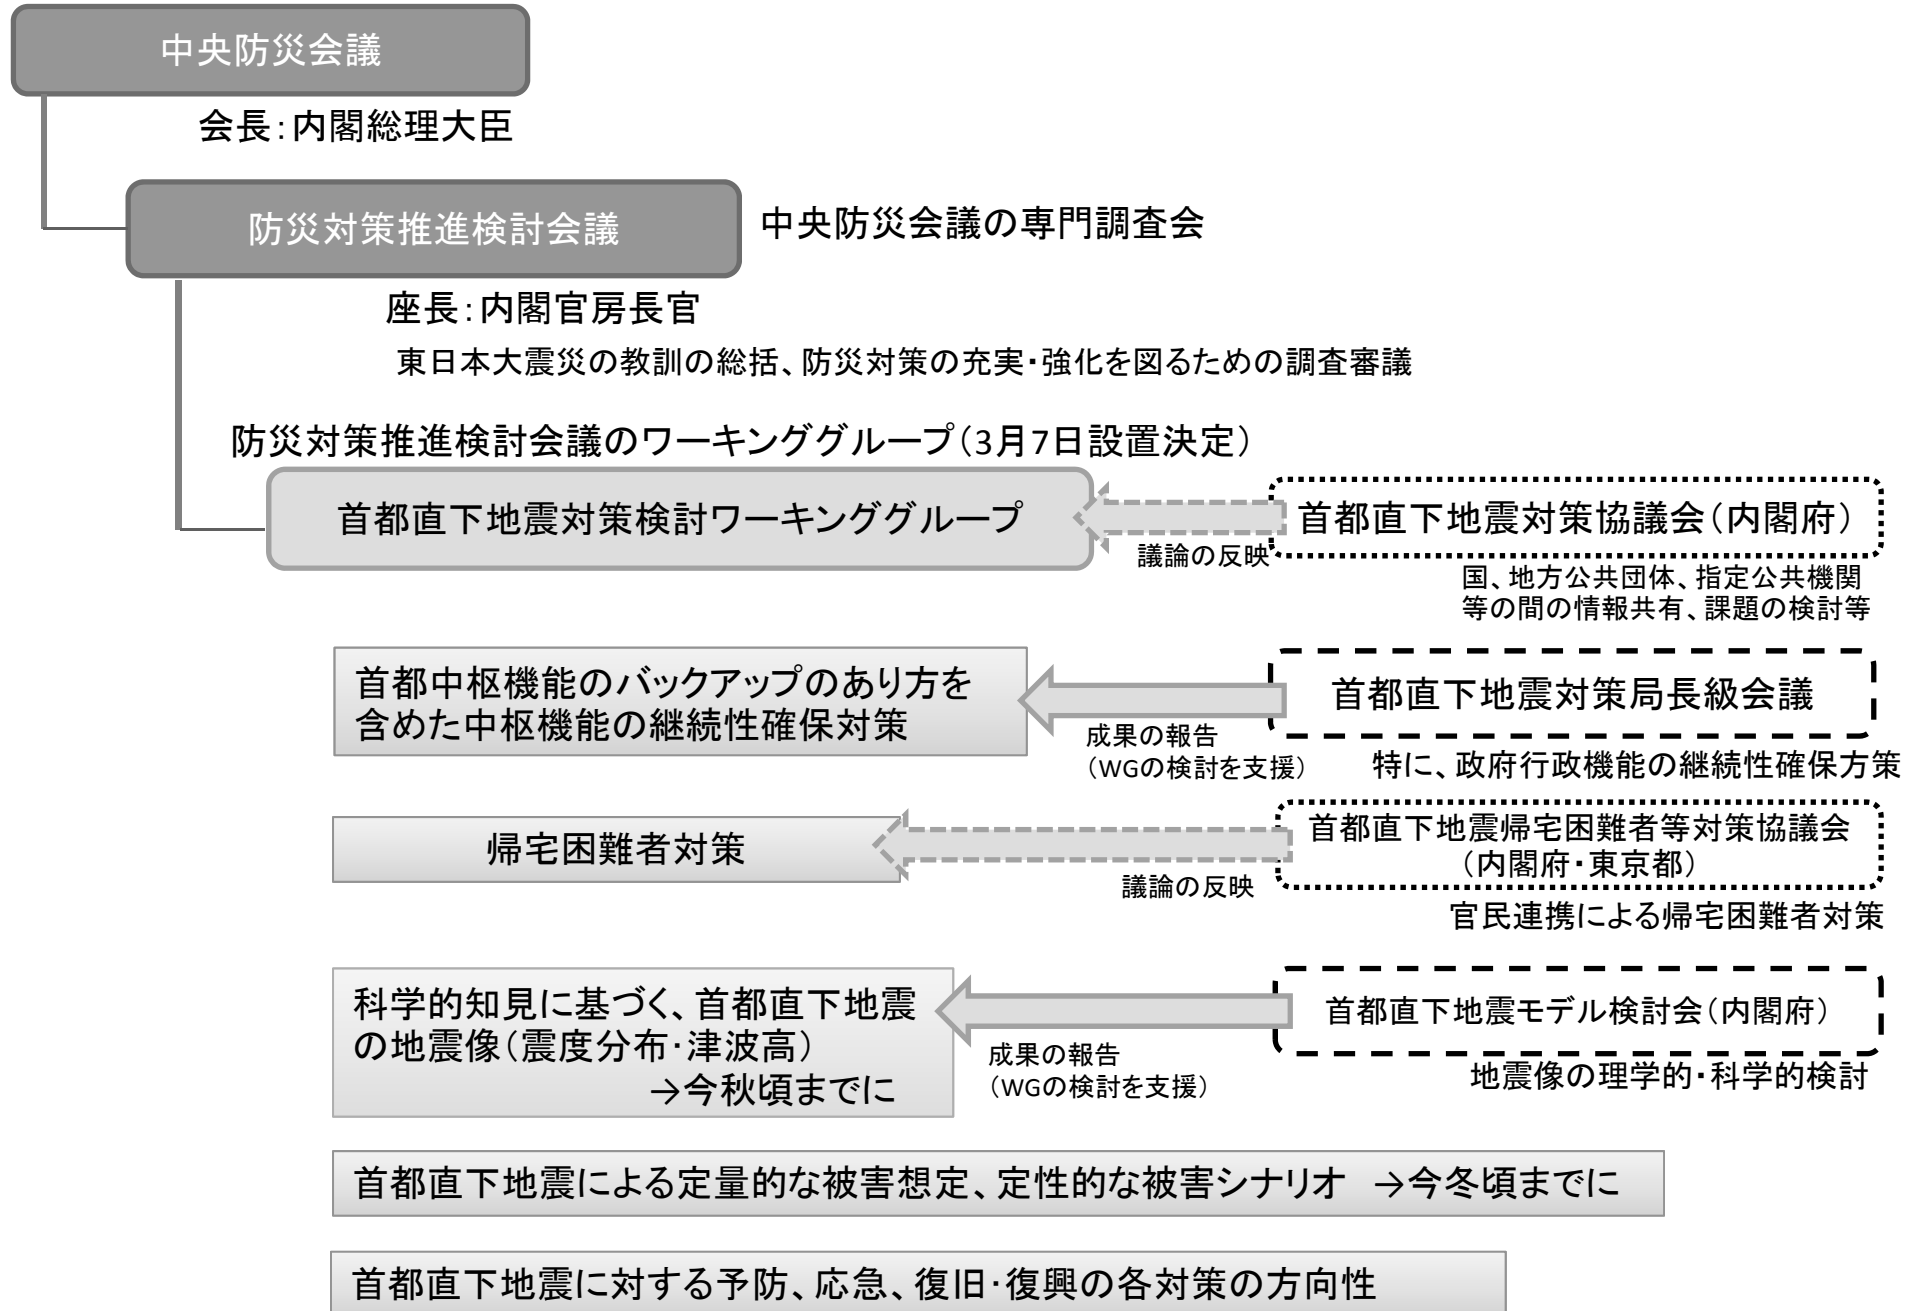 中央防災会議
会長：内閣総理大臣
防災対策推進検討会議
中央防災会議の専門調査会
座長：内閣官房長官
東日本大震災の教訓の総括、防災対策の充実・強化を図るための調査審議
防災対策推進検討会議のワーキンググループ（3月7日設置決定）
首都直下地震対策検討ワーキンググループ
議論の反映
首都直下地震対策協議会（内閣府）
国、地方公共団体、指定公共機関
等の間の情報共有、課題の検討等
首都中枢機能のバックアップのあり方を
含めた中枢機能の継続性確保対策
成果の報告
（WGの検討を支援）
首都直下地震対策局長級会議
特に、政府行政機能の継続性確保方策
帰宅困難者対策
議論の反映
首都直下地震帰宅困難者等対策協議会
（内閣府・東京都）
官民連携による帰宅困難者対策
科学的知見に基づく、首都直下地震
の地震像（震度分布・津波高）
→今秋頃までに
成果の報告
（WGの検討を支援）
首都直下地震モデル検討会（内閣府）
地震像の理学的・科学的検討
首都直下地震による定量的な被害想定、定性的な被害シナリオ　→今冬頃までに
首都直下地震に対する予防、応急、復旧・復興の各対策の方向性